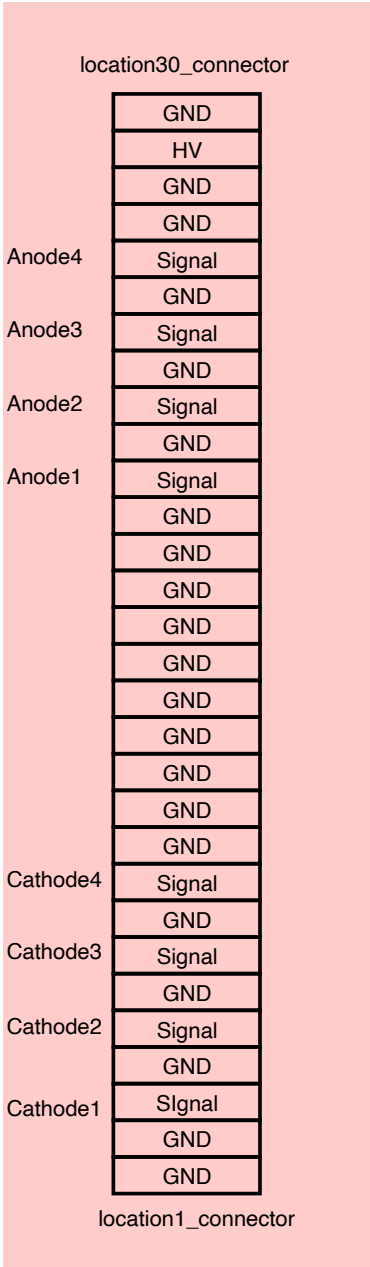 location30_connector
GND
HV
GND
GND
Anode4 Signal
GND
Anode3 Signal
GND
Anode2 Signal
GND
Anode1 Signal
GND
GND
GND
GND
GND
GND
GND
GND
GND
GND
Cathode4 Signal
GND
Cathode3 Signal
GND
Cathode2 Signal
GND
Cathode1 SIgnal
GND
GND
location1_connector